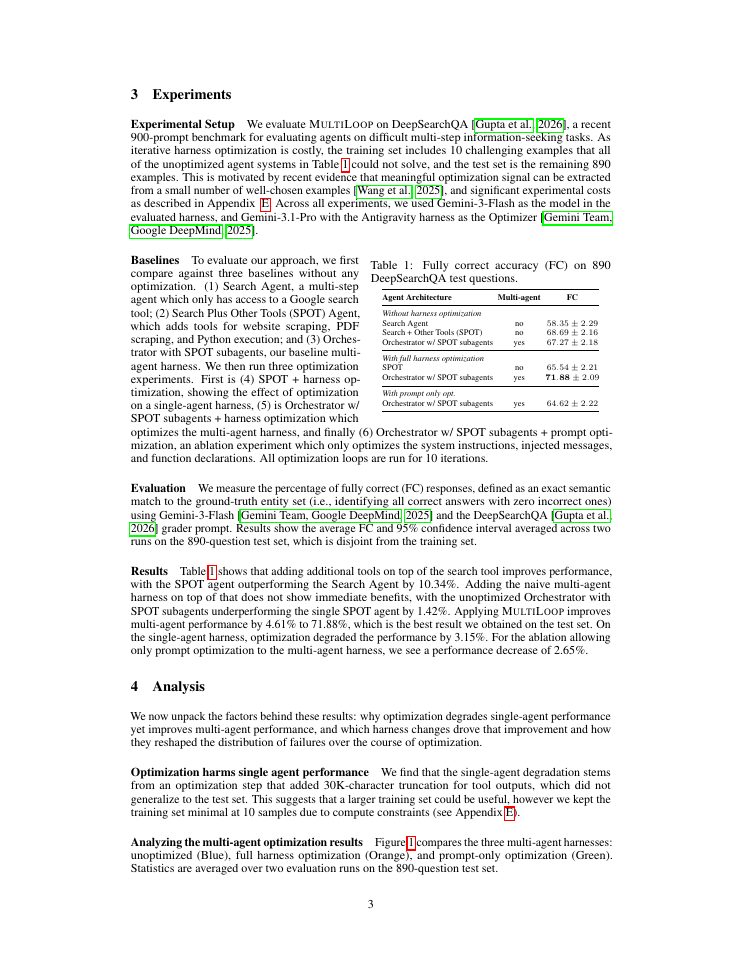 3 Experiments
Experimental Setup We evaluate MULTILOOP on DeepSearchQA [Gupta et al., 2026], a recent
900-prompt benchmark for evaluating agents on difficult multi-step information-seeking tasks. As
iterative harness optimization is costly, the training set includes 10 challenging examples that all
of the unoptimized agent systems in Table 1 could not solve, and the test set is the remaining 890
examples. This is motivated by recent evidence that meaningful optimization signal can be extracted
from a small number of well-chosen examples [Wang et al., 2025], and significant experimental costs
as described in Appendix E. Across all experiments, we used Gemini-3-Flash as the model in the
evaluated harness, and Gemini-3.1-Pro with the Antigravity harness as the Optimizer [Gemini Team,
Google DeepMind, 2025].
Baselines To evaluate our approach, we first
compare against three baselines without any
optimization. (1) Search Agent, a multi-step
agent which only has access to a Google search
tool; (2) Search Plus Other Tools (SPOT) Agent,
which adds tools for website scraping, PDF
scraping, and Python execution; and (3) Orches-
trator with SPOT subagents, our baseline multi-
agent harness. We then run three optimization
experiments. First is (4) SPOT + harness op-
timization, showing the effect of optimization
on a single-agent harness, (5) is Orchestrator w/
SPOT subagents + harness optimization which
Table 1: Fully correct accuracy (FC) on 890
DeepSearchQA test questions.
Agent Architecture Multi-agent FC
Without harness optimization
Search Agent no 58.35 ± 2.29
Search + Other Tools (SPOT) no 68.69 ± 2.16
Orchestrator w/ SPOT subagents yes 67.27 ± 2.18
With full harness optimization
SPOT no 65.54 ± 2.21
Orchestrator w/ SPOT subagents yes 71.88 ± 2.09
With prompt only opt.
Orchestrator w/ SPOT subagents yes 64.62 ± 2.22
optimizes the multi-agent harness, and finally (6) Orchestrator w/ SPOT subagents + prompt opti-
mization, an ablation experiment which only optimizes the system instructions, injected messages,
and function declarations. All optimization loops are run for 10 iterations.
Evaluation We measure the percentage of fully correct (FC) responses, defined as an exact semantic
match to the ground-truth entity set (i.e., identifying all correct answers with zero incorrect ones)
using Gemini-3-Flash [Gemini Team, Google DeepMind, 2025] and the DeepSearchQA [Gupta et al.,
2026] grader prompt. Results show the average FC and 95% confidence interval averaged across two
runs on the 890-question test set, which is disjoint from the training set.
Results Table 1 shows that adding additional tools on top of the search tool improves performance,
with the SPOT agent outperforming the Search Agent by 10.34%. Adding the naive multi-agent
harness on top of that does not show immediate benefits, with the unoptimized Orchestrator with
SPOT subagents underperforming the single SPOT agent by 1.42%. Applying MULTILOOP improves
multi-agent performance by 4.61% to 71.88%, which is the best result we obtained on the test set. On
the single-agent harness, optimization degraded the performance by 3.15%. For the ablation allowing
only prompt optimization to the multi-agent harness, we see a performance decrease of 2.65%.
4 Analysis
We now unpack the factors behind these results: why optimization degrades single-agent performance
yet improves multi-agent performance, and which harness changes drove that improvement and how
they reshaped the distribution of failures over the course of optimization.
Optimization harms single agent performance We find that the single-agent degradation stems
from an optimization step that added 30K-character truncation for tool outputs, which did not
generalize to the test set. This suggests that a larger training set could be useful, however we kept the
training set minimal at 10 samples due to compute constraints (see Appendix E).
Analyzing the multi-agent optimization results Figure 1 compares the three multi-agent harnesses:
unoptimized (Blue), full harness optimization (Orange), and prompt-only optimization (Green).
Statistics are averaged over two evaluation runs on the 890-question test set.
3